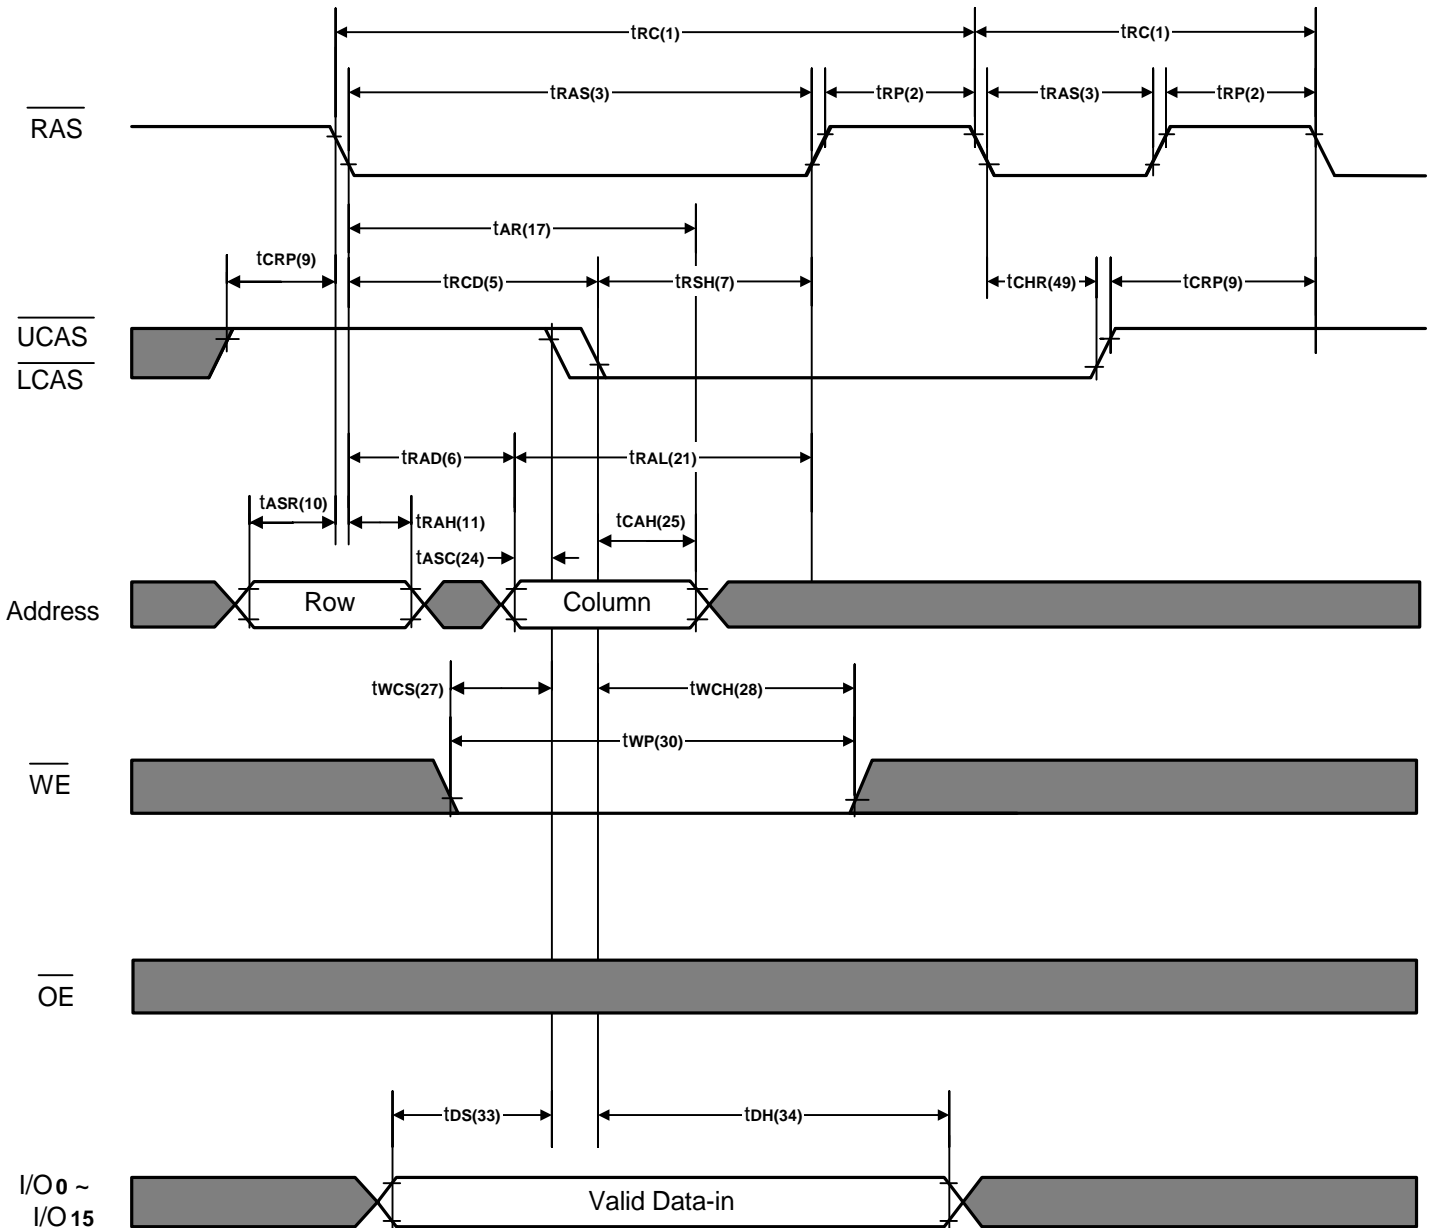 tRC(1) tRC(1)
tRAS(3) tRP(2) tRAS(3) tRP(2)
RAS
tAR(17)
tCRP(9) tRCD(5) tRSH(7) tCHR(49) tCRP(9)
UCAS
LCAS
tRAD(6) tRAL(21)
tASR(10) tRAH(11) tCAH(25)
tASC(24)
Address Row Column
tWCS(27) tWCH(28)
tWP(30)
WE
OE
tDS(33) tDH(34)
I/O0 ~
I/O15
Valid Data-in